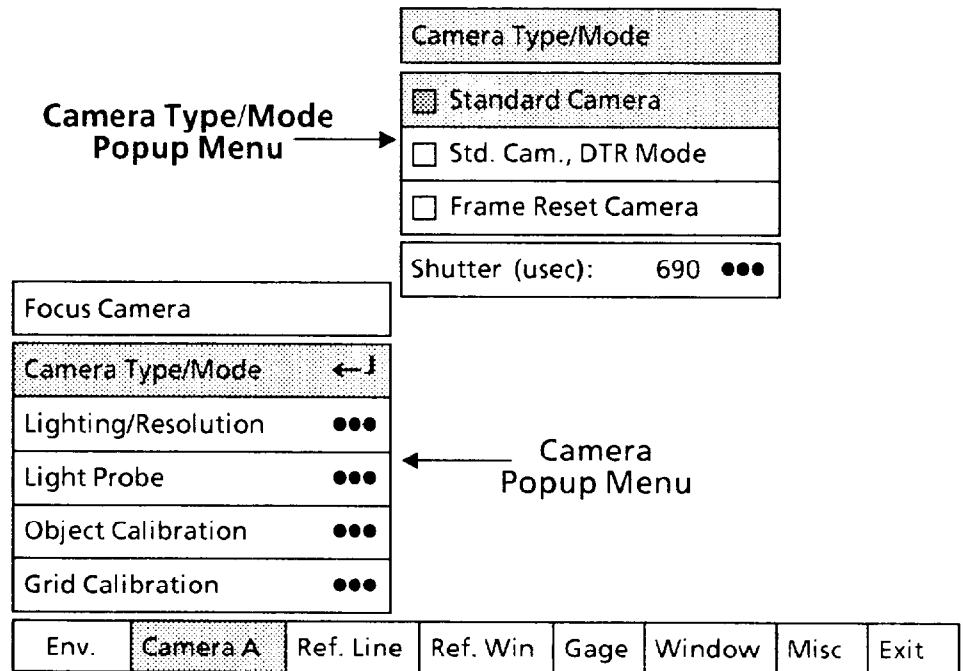 Camera Type/Mode
Camera Type/Mode
Popup Menu
Standard Camera
Std. Cam., DTR Mode
Frame Reset Camera
Shutter (usec): 690 ●●●
Focus Camera
Camera Type/Mode
Lighting/Resolution ●●●
Light Probe ●●●
Object Calibration ●●●
Grid Calibration ●●●
Camera
Popup Menu
Env. Camera A Ref. Line Ref. Win Gage Window Misc Exit